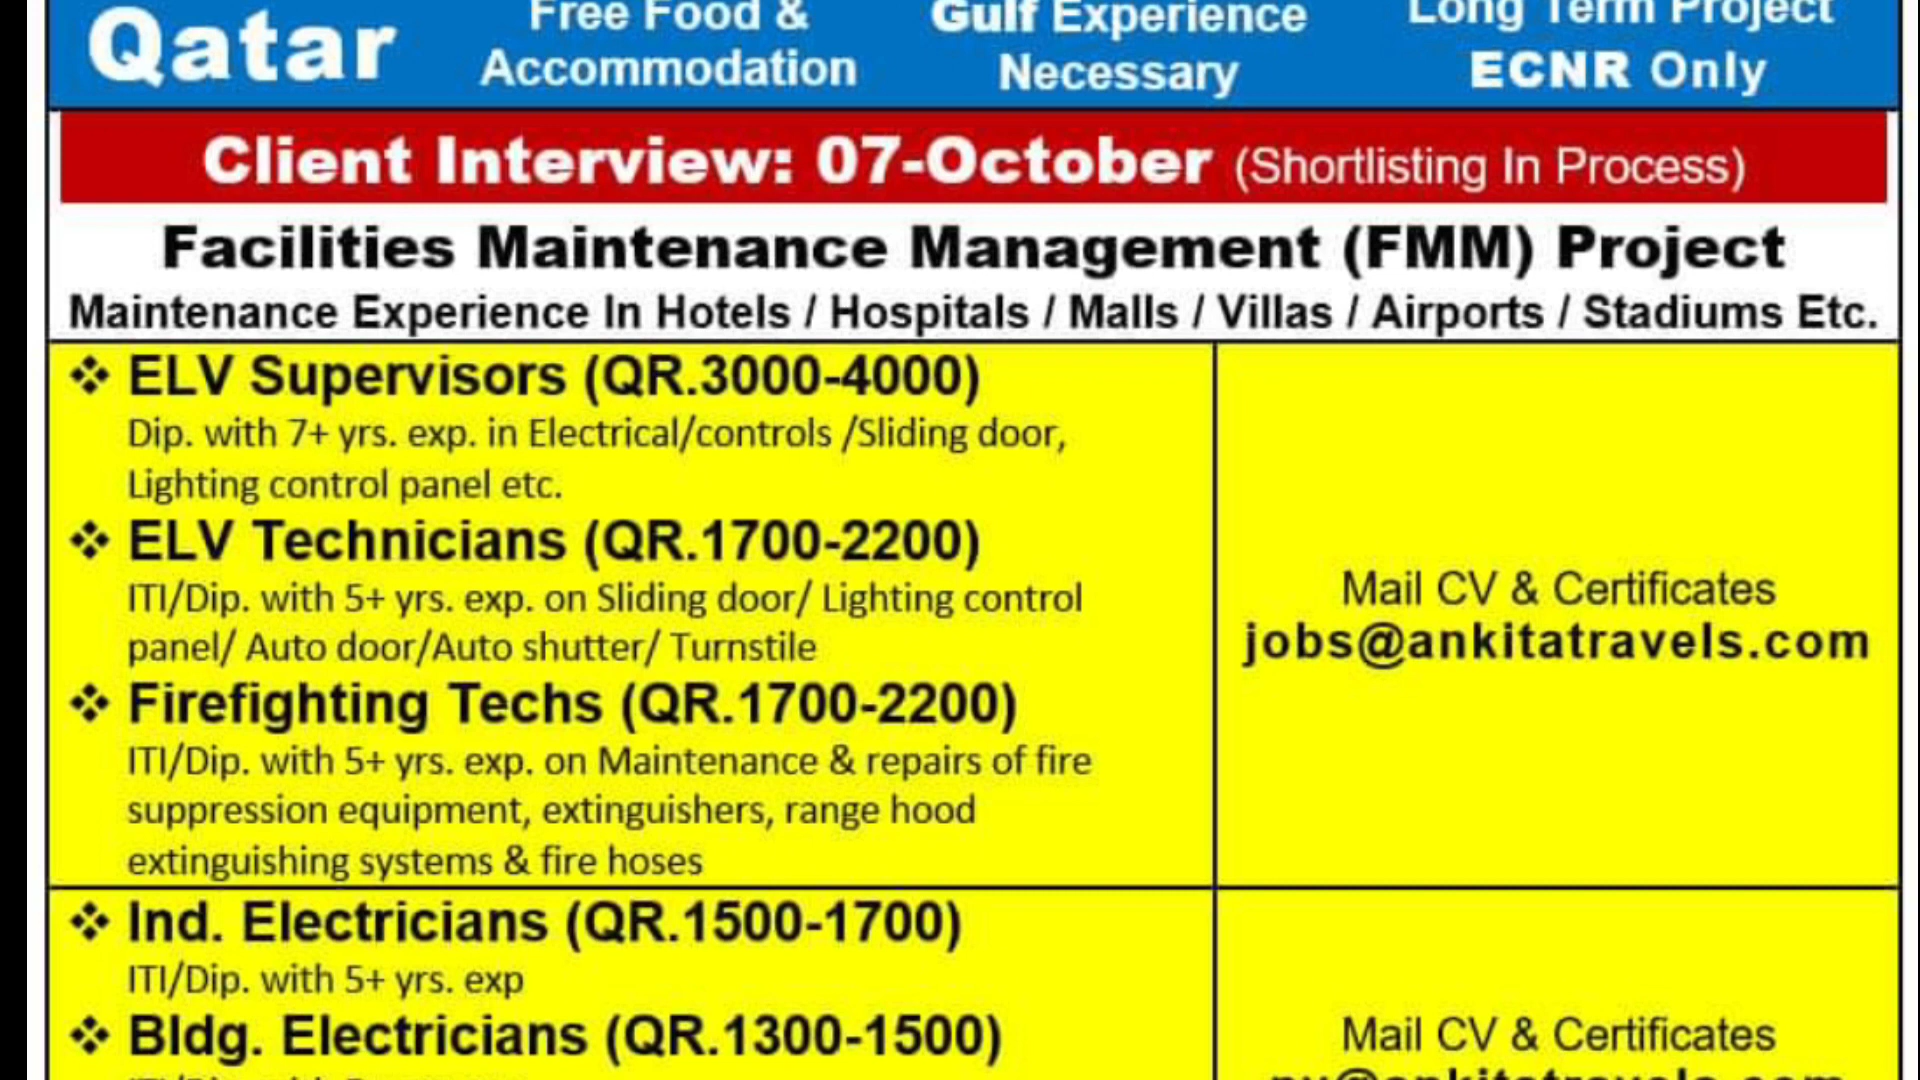 Qatar
Free Food &
Accommodation
Gulf Experience
Necessary
Long Term Project
ECNR Only
Client Interview: 07-October (Shortlisting In Process)
Facilities Maintenance Management (FMM) Project
Maintenance Experience In Hotels / Hospitals / Malls / Villas / Airports / Stadiums Etc.
❖ ELV Supervisors (QR.3000-4000)
Dip. with 7+ yrs. exp. in Electrical/controls /Sliding door,
Lighting control panel etc.
❖ ELV Technicians (QR.1700-2200)
ITI/Dip. with 5+ yrs. exp. on Sliding door/ Lighting control
panel/ Auto door/Auto shutter/ Turnstile
❖ Firefighting Techs (QR.1700-2200)
ITI/Dip. with 5+ yrs. exp. on Maintenance & repairs of fire
suppression equipment, extinguishers, range hood
extinguishing systems & fire hoses
Mail CV & Certificates
jobs@ankitatravels.com
❖ Ind. Electricians (QR.1500-1700)
ITI/Dip. with 5+ yrs. exp
❖ Bldg. Electricians (QR.1300-1500)
Mail CV & Certificates